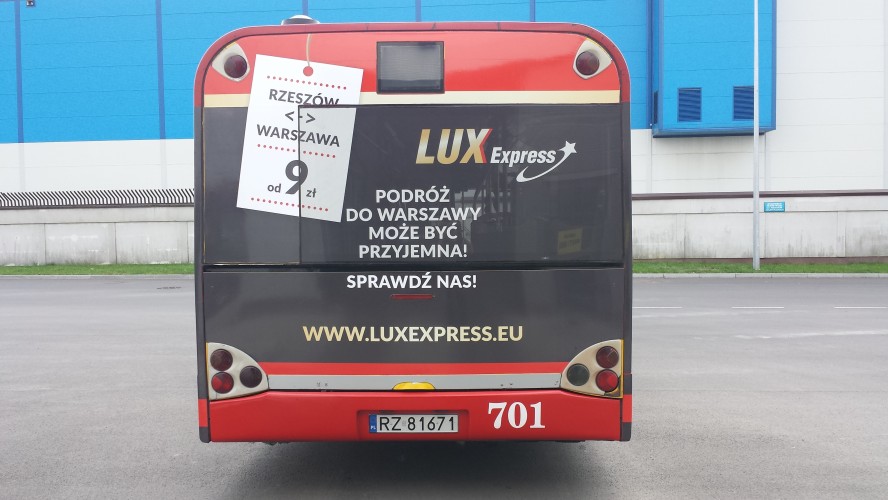 RZESZÓW
<->
WARSZAWA
od 9 zł
LUX Express
PODRÓŻ
DO WARSZAWY
MOŻE BYĆ
PRZYJEMNA!
SPRAWDŹ NAS!
WWW.LUXEXPRESS.EU
PL RZ 81671
701